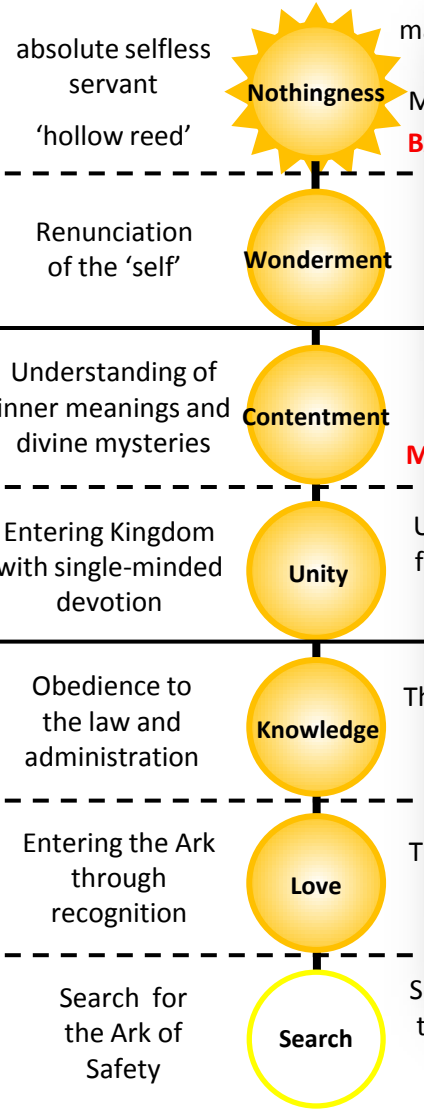 absolute selfless
servant
'hollow reed'
Nothingness
Renunciation
of the 'self'
Wonderment
Understanding of
inner meanings and
divine mysteries
Contentment
Entering Kingdom
with single-minded
devotion
Unity
Obedience to
the law and
administration
Knowledge
Entering the Ark
through
recognition
Love
Search for
the Ark of
Safety
Search